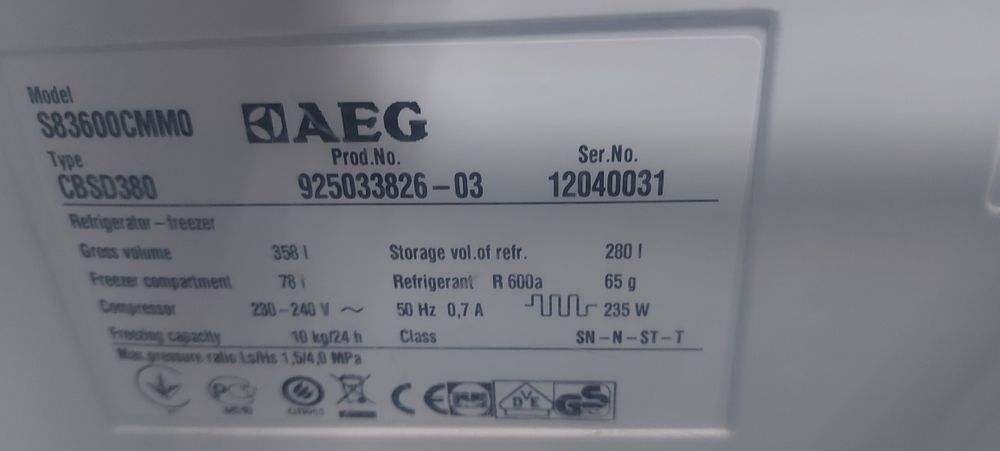 Model
S83600CMM0
AEG
Type
Prod.No.
Ser.No.
CBSD380
925033826-03
12040031
Refrigerator-freezer
Gross volume 358 l Storage vol.of refr. 280 l
Freezer compartment 78 l Refrigerant R 600a 65 g
Compressor 230-240 V ~ 50 Hz 0,7 A 235 W
Freezing capacity 10 kg/24 h Class SN-N-ST-T
Max.pressure ratio Ls/Hs 1,5/4,0 MPa
CE DVE GS